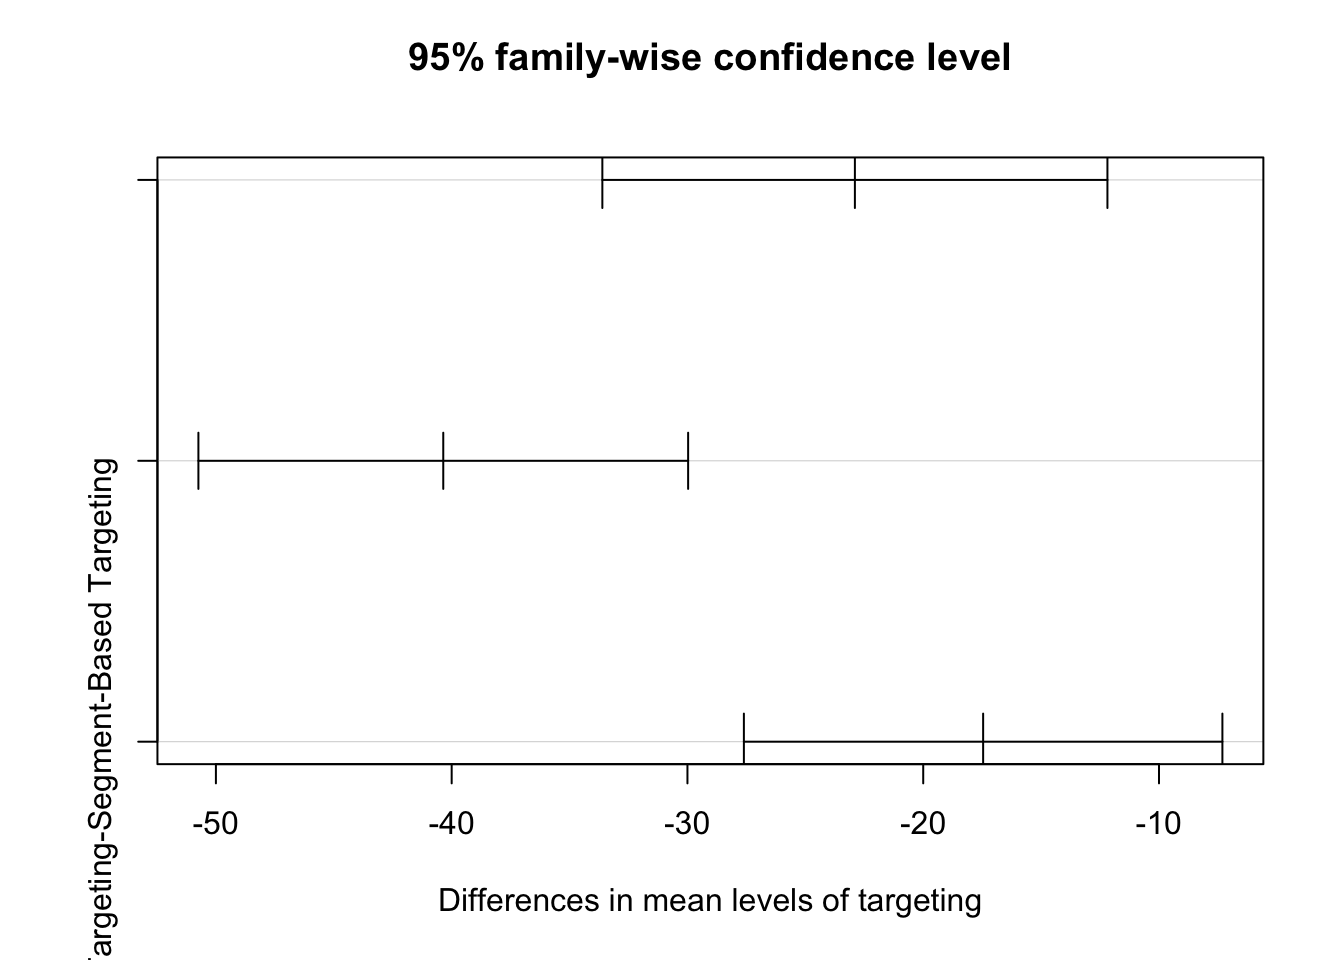 95% family-wise confidence level
Targeting-Segment-Based Targeting
-50 -40 -30 -20 -10
Differences in mean levels of targeting